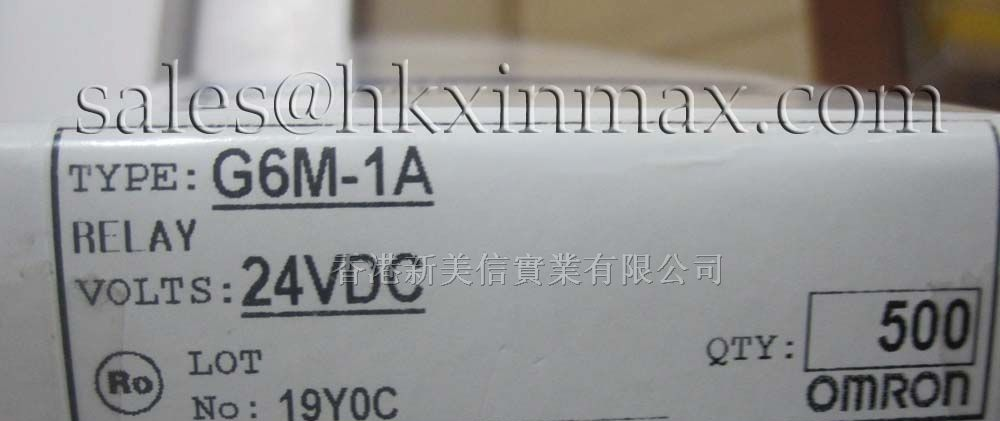 sales@hkxinmax.com
TYPE: G6M-1A
RELAY
香港新美信實業有限公司
VOLTS: 24VDC
QTY: 500
Ro
LOT
No: 19Y0C
OMRON